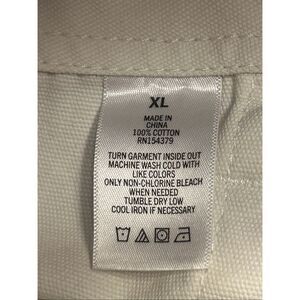 XL
MADE IN
CHINA
100% COTTON
RN154379
TURN GARMENT INSIDE OUT
MACHINE WASH COLD WITH
LIKE COLORS
ONLY NON-CHLORINE BLEACH
WHEN NEEDED
TUMBLE DRY LOW
COOL IRON IF NECESSARY